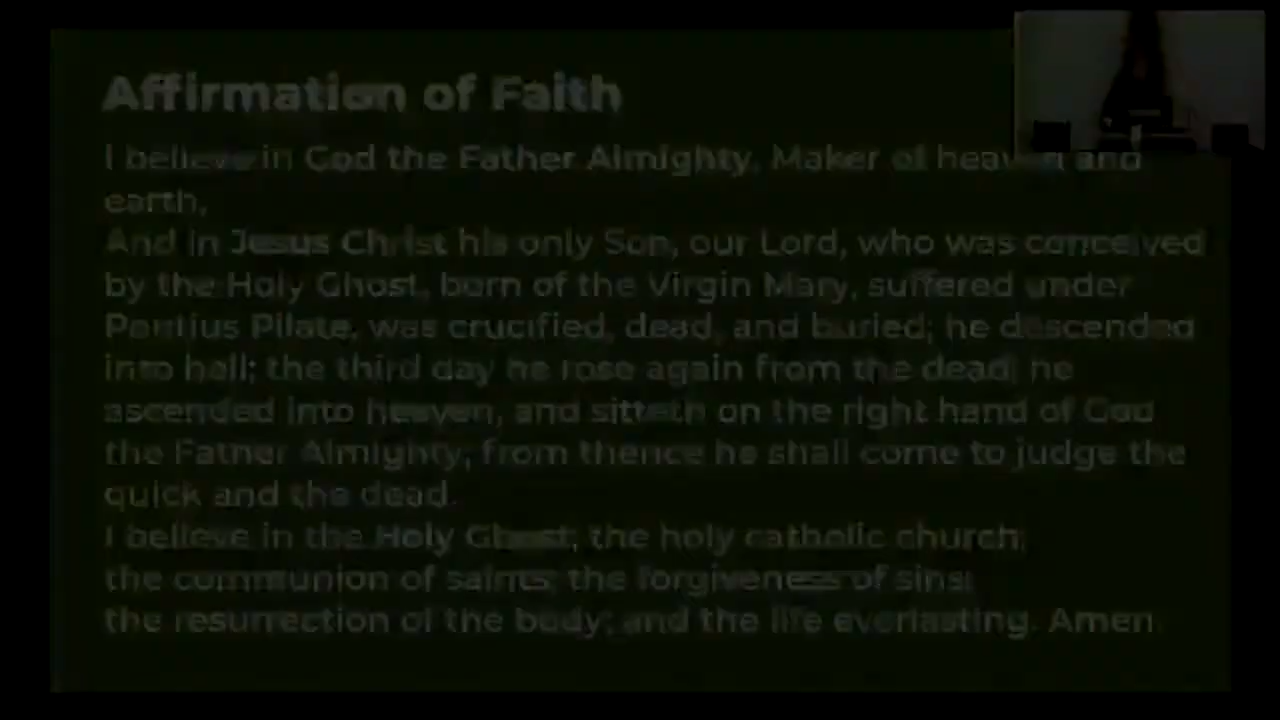 Affirmation of Faith
I believe in God the Father Almighty, Maker of heaven and
earth,
And in Jesus Christ his only Son, our Lord, who was conceived
by the Holy Ghost, born of the Virgin Mary, suffered under
Pontius Pilate, was crucified, dead, and buried; he descended
into hell; the third day he rose again from the dead; he
ascended into heaven, and sitteth on the right hand of God
the Father Almighty; from thence he shall come to judge the
quick and the dead.
I believe in the Holy Ghost; the holy catholic church;
the communion of saints; the forgiveness of sins;
the resurrection of the body; and the life everlasting. Amen.